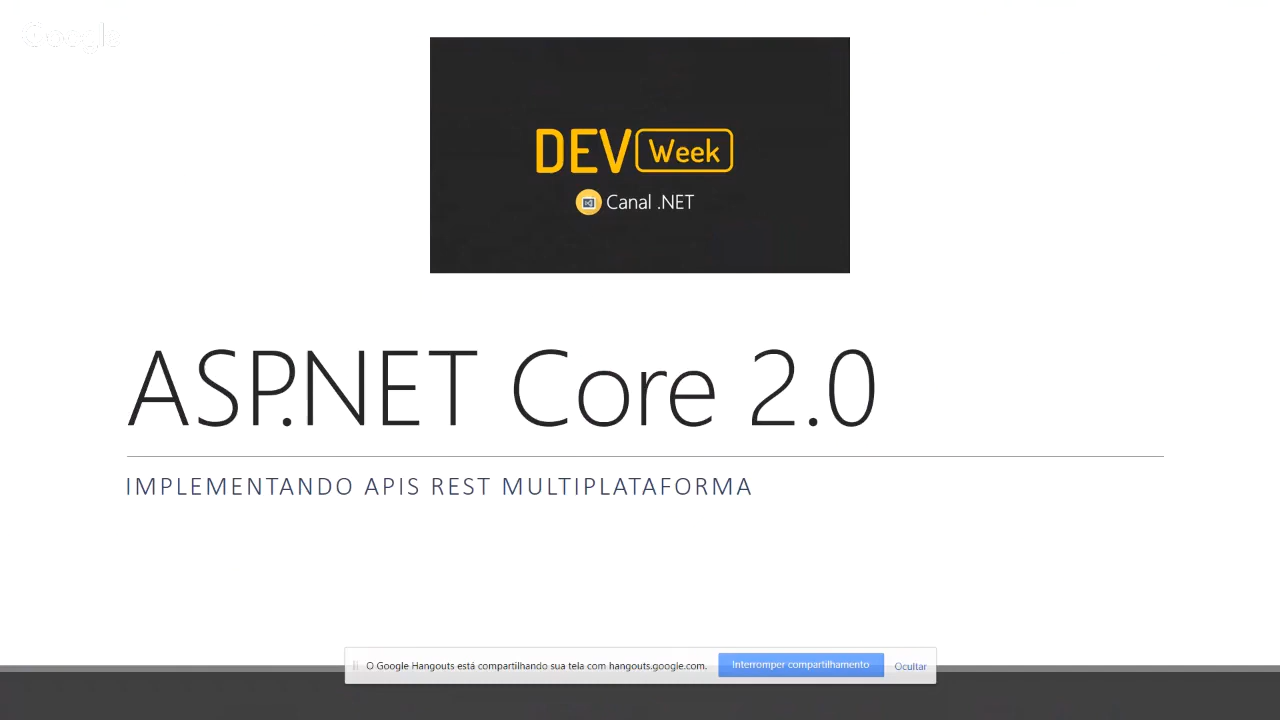 Google
DEV Week
Canal .NET
ASP.NET Core 2.0
IMPLEMENTANDO APIS REST MULTIPLATAFORMA
O Google Hangouts está compartilhando sua tela com hangouts.google.com. Interromper compartilhamento Ocultar